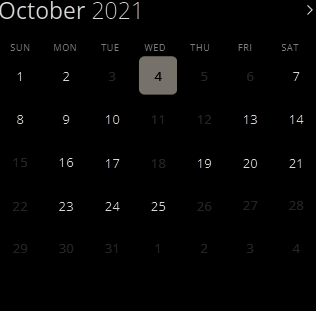 October 2021
SUN MON TUE WED THU FRI SAT
1 2 3 4 5 6 7
8 9 10 11 12 13 14
15 16 17 18 19 20 21
22 23 24 25 26 27 28
29 30 31 1 2 3 4